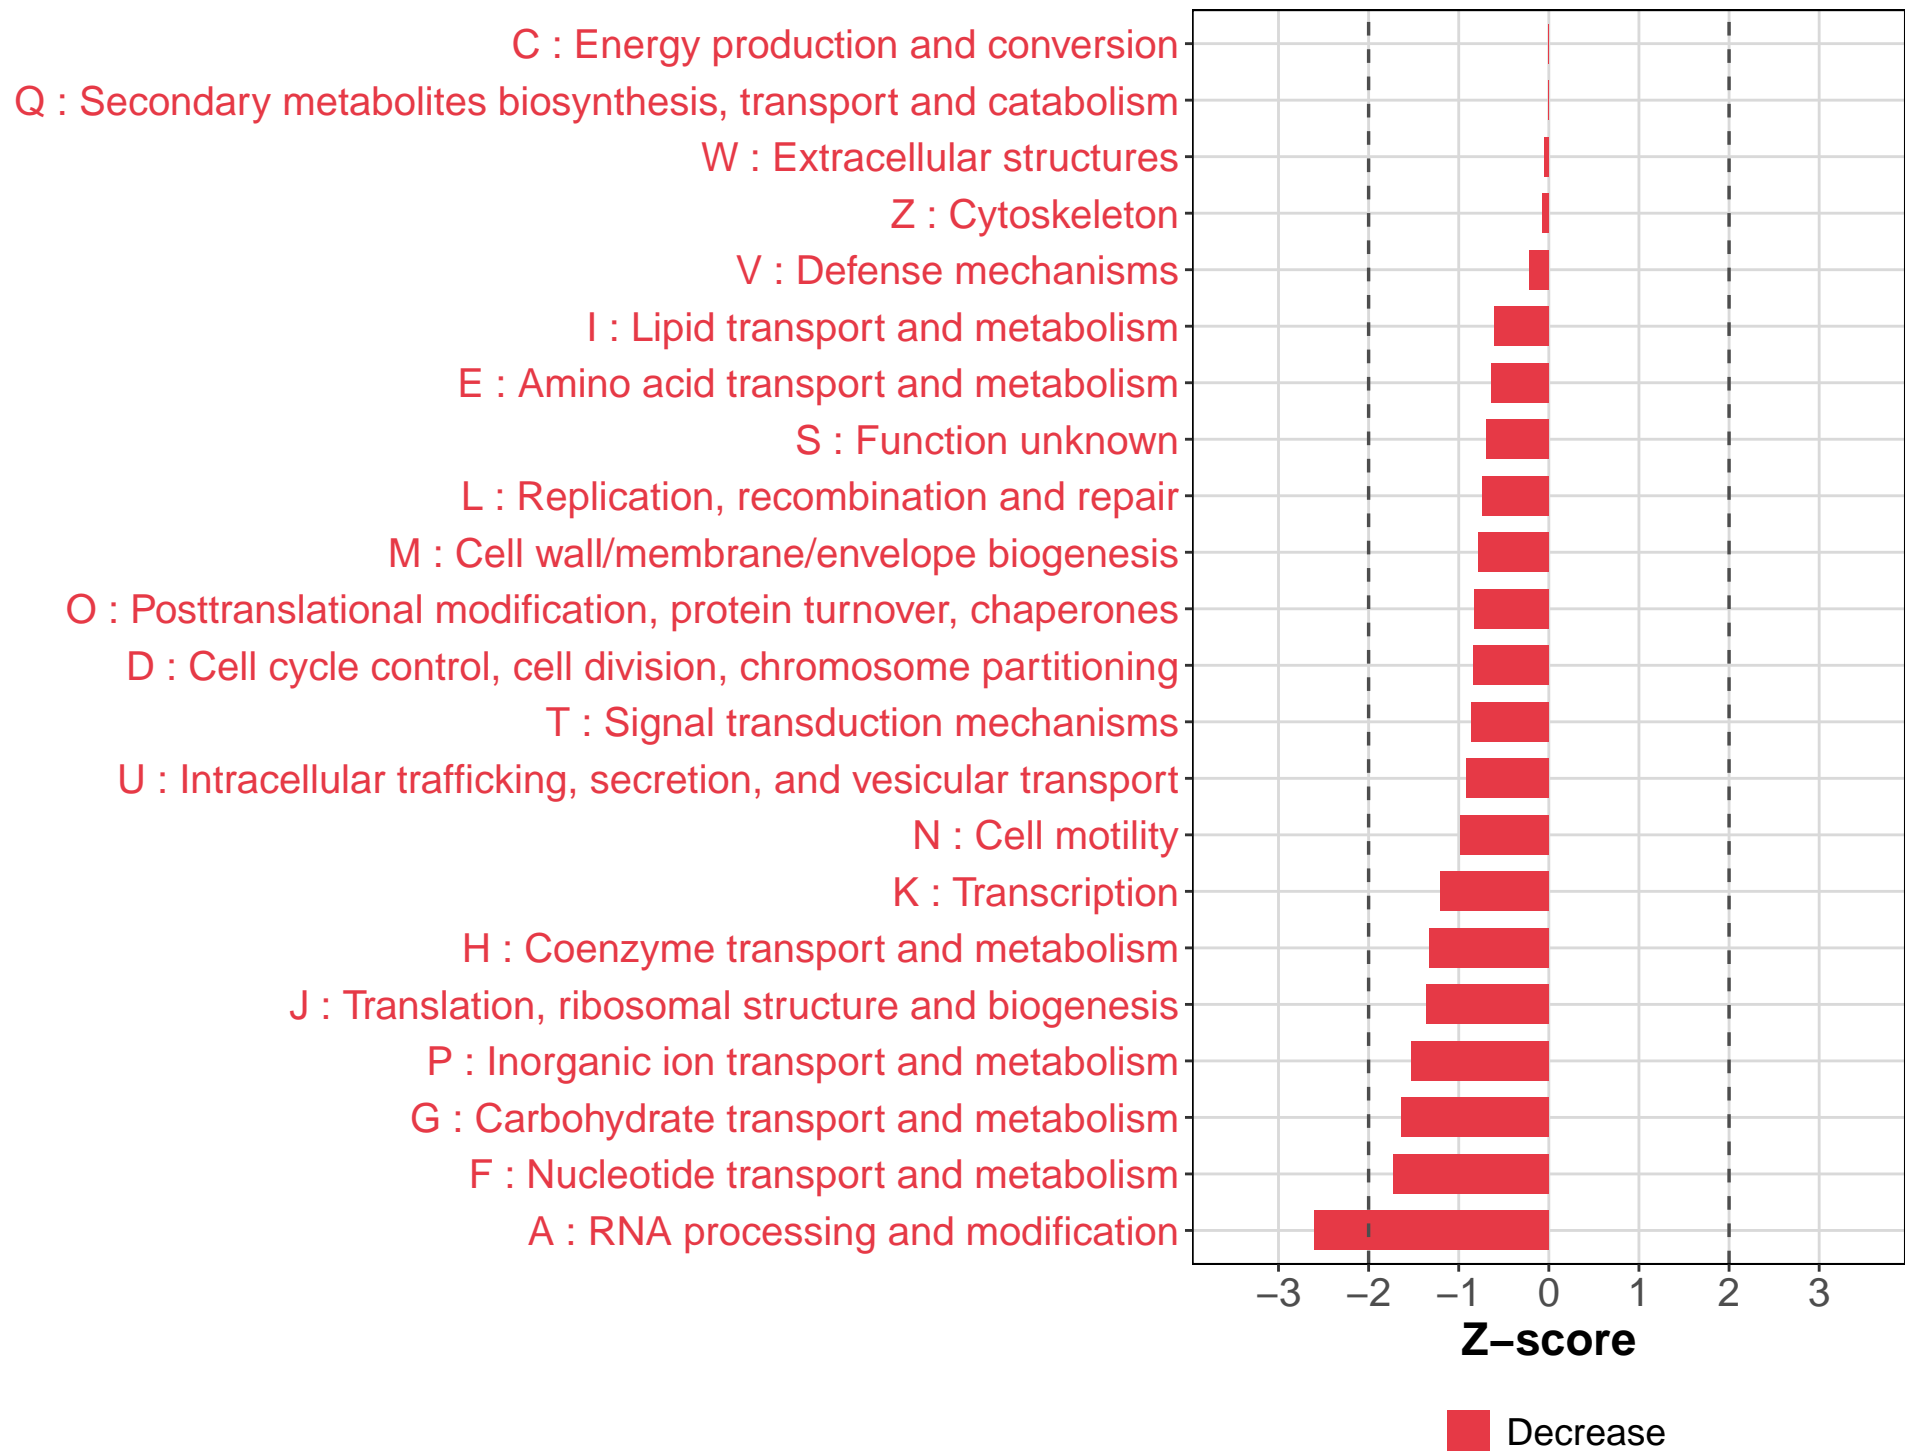 C : Energy production and conversion
Q : Secondary metabolites biosynthesis, transport and catabolism
W : Extracellular structures
Z : Cytoskeleton
V : Defense mechanisms
I : Lipid transport and metabolism
E : Amino acid transport and metabolism
S : Function unknown
L : Replication, recombination and repair
M : Cell wall/membrane/envelope biogenesis
O : Posttranslational modification, protein turnover, chaperones
D : Cell cycle control, cell division, chromosome partitioning
T : Signal transduction mechanisms
U : Intracellular trafficking, secretion, and vesicular transport
N : Cell motility
K : Transcription
H : Coenzyme transport and metabolism
J : Translation, ribosomal structure and biogenesis
P : Inorganic ion transport and metabolism
G : Carbohydrate transport and metabolism
F : Nucleotide transport and metabolism
A : RNA processing and modification
−3 −2 −1 0 1 2 3
Z−score
Decrease